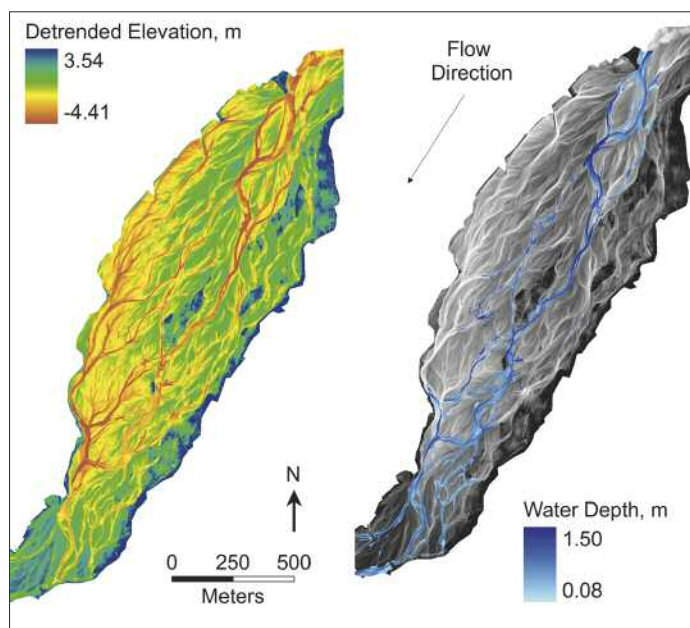 Detrended Elevation, m
3.54
-4.41
Flow
Direction
N
0 250 500
Meters
Water Depth, m
1.50
0.08